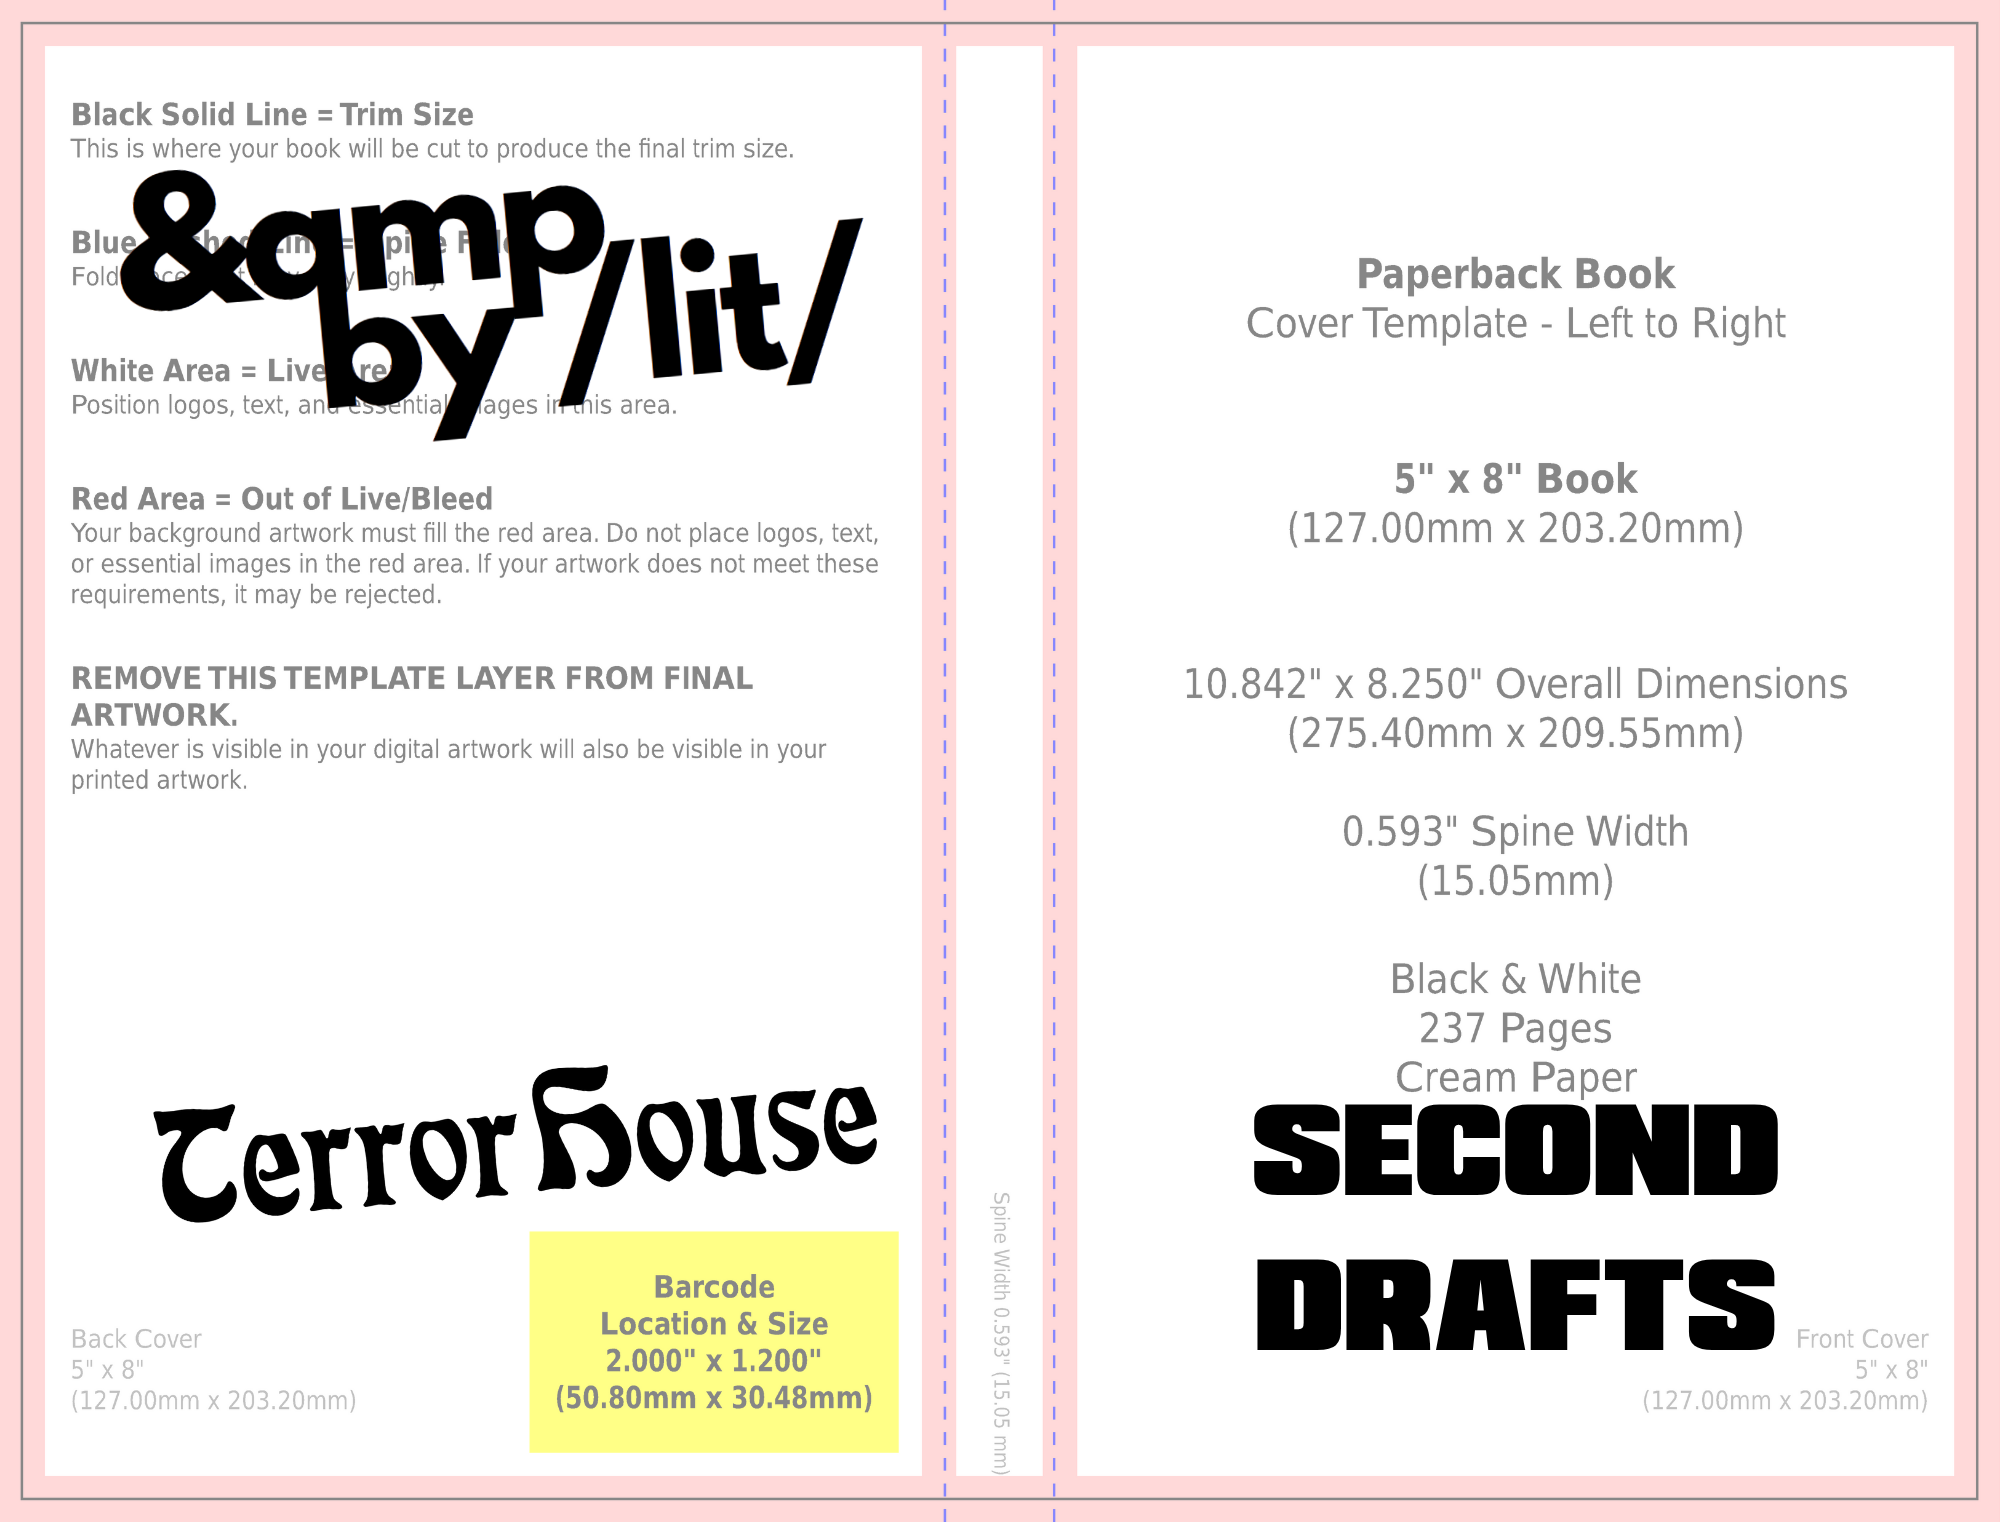 Black Solid Line = Trim Size
This is where your book will be cut to produce the final trim size.
&amp
by /lit/
Blue Line = Spine
Fold
White Area = Live Area
Position logos, text, and essential images in this area.
Red Area = Out of Live/Bleed
Your background artwork must fill the red area. Do not place logos, text,
or essential images in the red area. If your artwork does not meet these
requirements, it may be rejected.
REMOVE THIS TEMPLATE LAYER FROM FINAL
ARTWORK.
Whatever is visible in your digital artwork will also be visible in your
printed artwork.
Terror House
Barcode
Location & Size
2.000" x 1.200"
(50.80mm x 30.48mm)
Back Cover
5" x 8"
(127.00mm x 203.20mm)
Spine Width 0.593" (15.05 mm)
Paperback Book
Cover Template - Left to Right
5" x 8" Book
(127.00mm x 203.20mm)
10.842" x 8.250" Overall Dimensions
(275.40mm x 209.55mm)
0.593" Spine Width
(15.05mm)
Black & White
237 Pages
Cream Paper
SECOND
DRAFTS
Front Cover
5" x 8"
(127.00mm x 203.20mm)